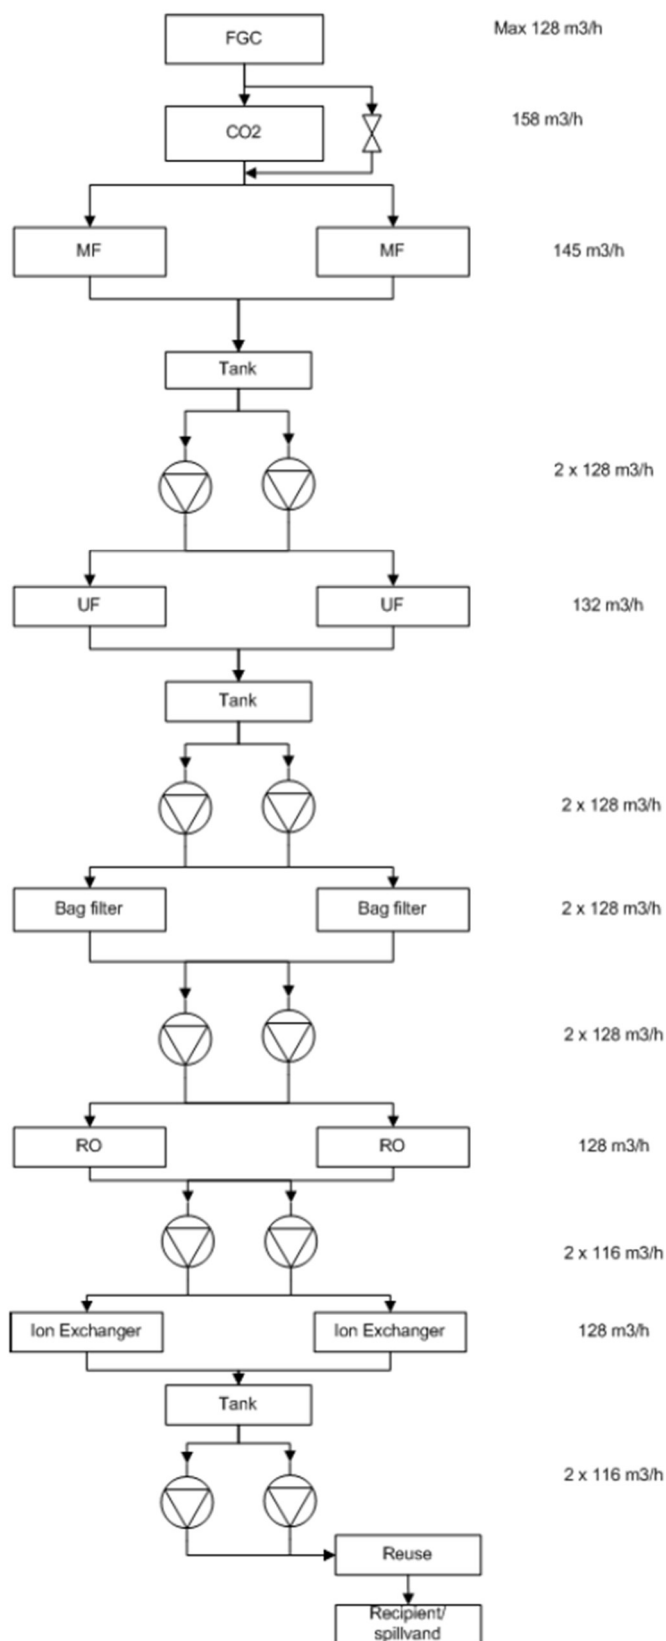 FGC
Max 128 m3/h
CO2
158 m3/h
MF
MF
145 m3/h
Tank
2 x 128 m3/h
UF
UF
132 m3/h
Tank
2 x 128 m3/h
Bag filter
Bag filter
2 x 128 m3/h
2 x 128 m3/h
RO
RO
128 m3/h
2 x 116 m3/h
Ion Exchanger
Ion Exchanger
128 m3/h
Tank
2 x 116 m3/h
Reuse
Recipient/
spillvand